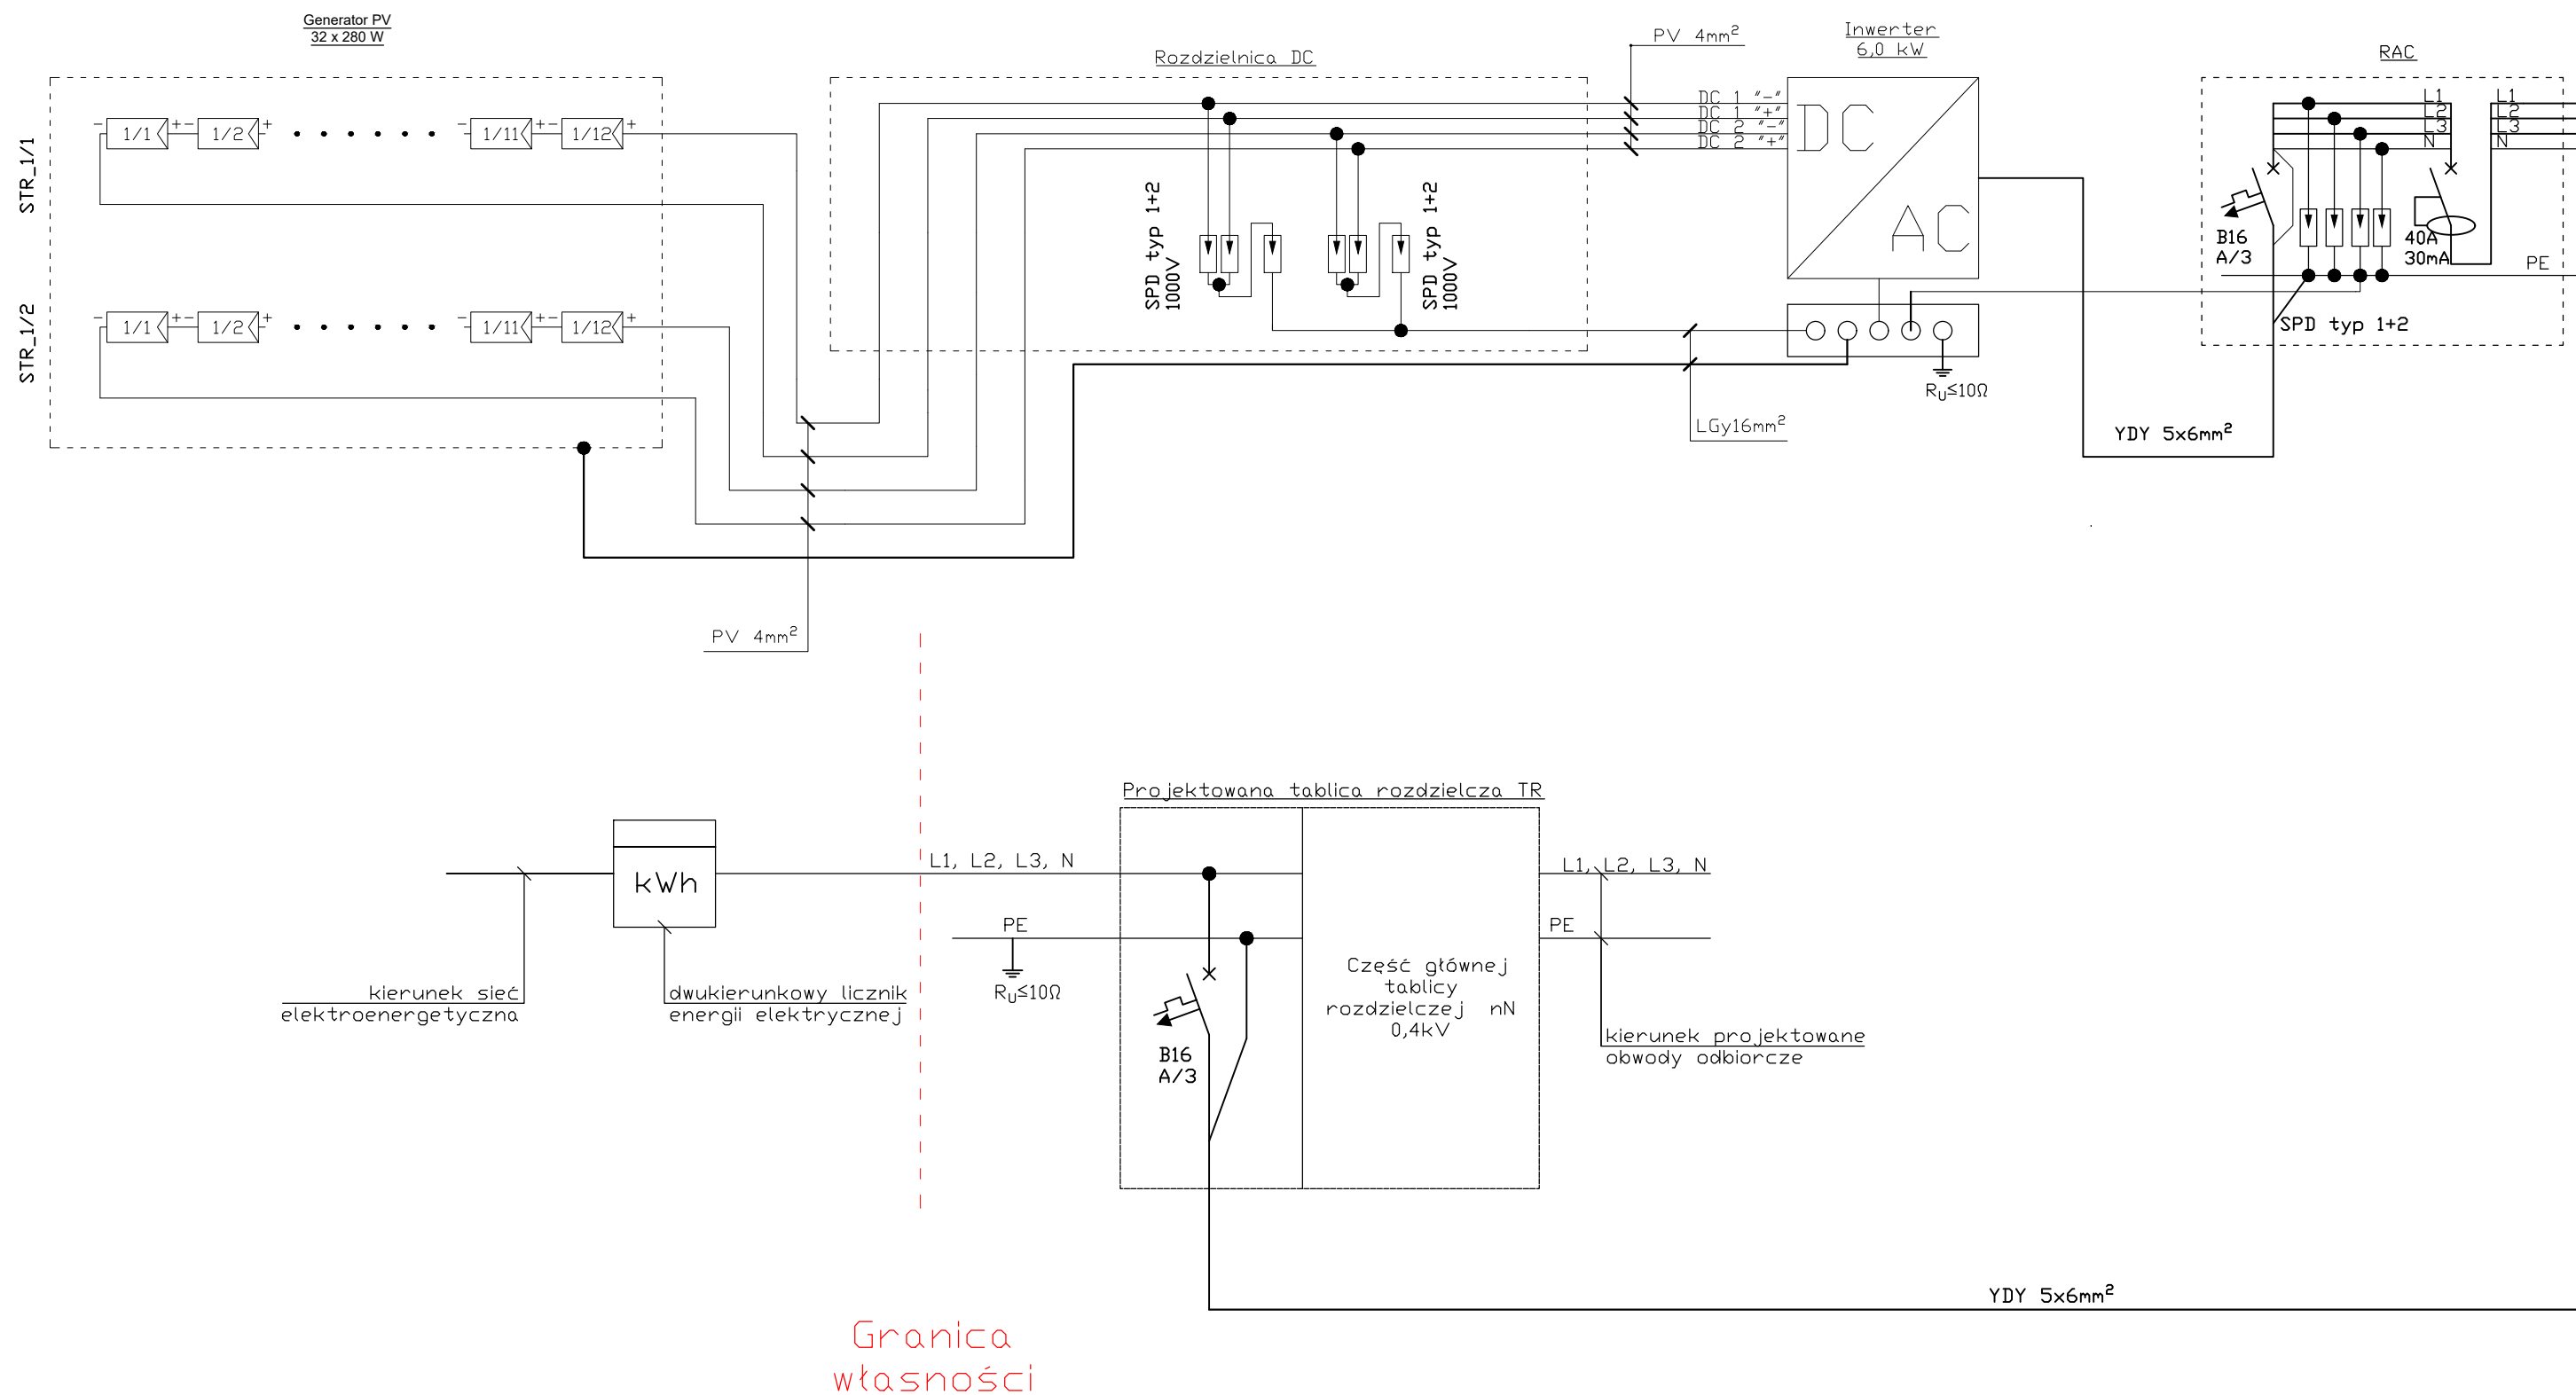 Generator PV
32 x 280 W
STR_1/1
- 1/1 + - 1/2 + - 1/11 + - 1/12 +
STR_1/2
- 1/1 + - 1/2 + - 1/11 + - 1/12 +
PV 4mm²
Rozdzielnica DC
SPD typ 1+2
1000V
SPD typ 1+2
1000V
PV 4mm²
DC 1 "-"
DC 1 "+"
DC 2 "-"
DC 2 "+"
Inwerter
6,0 kW
DC
AC
RU≤10Ω
LGy16mm²
YDY 5x6mm²
RAC
L1
L2
L3
N
L1
L2
L3
N
B16
A/3
40A
30mA
PE
SPD typ 1+2
kWh
kierunek sieć
elektroenergetyczna
dwukierunkowy licznik
energii elektrycznej
L1, L2, L3, N
PE
RU≤10Ω
Projektowana tablica rozdzielcza TR
B16
A/3
Część głównej
tablicy
rozdzielczej nN
0,4kV
L1, L2, L3, N
PE
kierunek projektowane
obwody odbiorcze
YDY 5x6mm²
Granica
własności